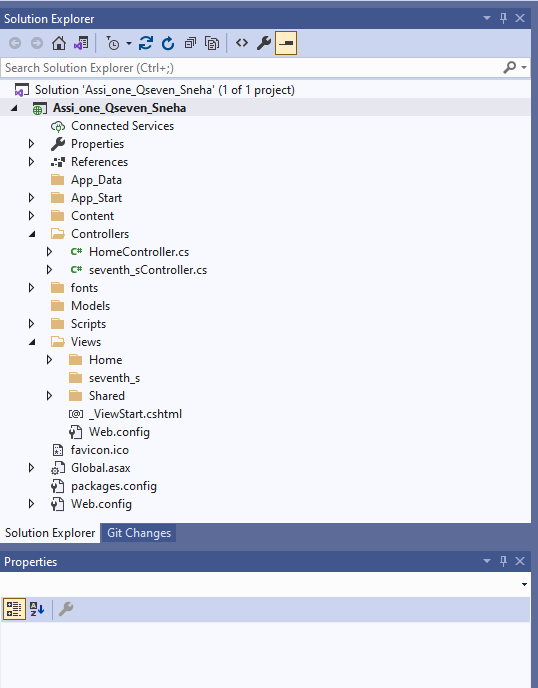 Solution Explorer
Search Solution Explorer (Ctrl+;)
Solution 'Assi_one_Qseven_Sneha' (1 of 1 project)
Assi_one_Qseven_Sneha
Connected Services
Properties
References
App_Data
App_Start
Content
Controllers
C# HomeController.cs
C# seventh_sController.cs
fonts
Models
Scripts
Views
Home
seventh_s
Shared
[@] _ViewStart.cshtml
Web.config
favicon.ico
Global.asax
packages.config
Web.config
Solution Explorer Git Changes
Properties